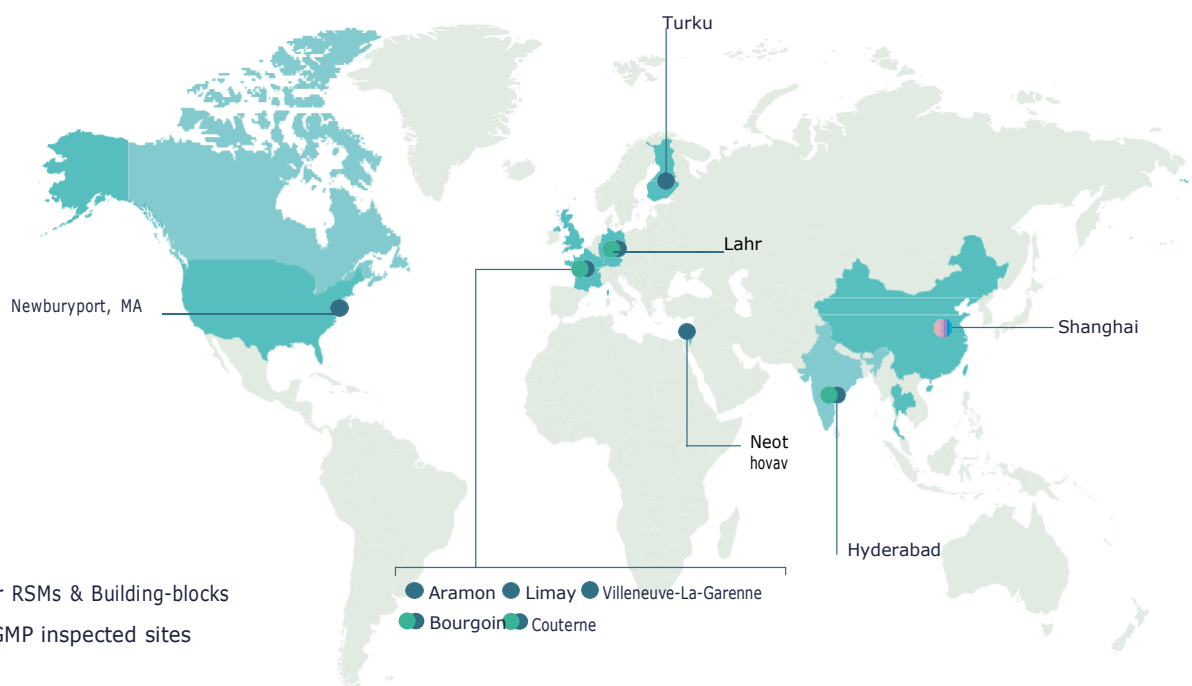 Turku
Lahr
Newburyport, MA
Shanghai
Neot
hovav
Hyderabad
RSMs & Building-blocks
Aramon Limay Villeneuve-La-Garenne
Bourgoin Couterne
GMP inspected sites